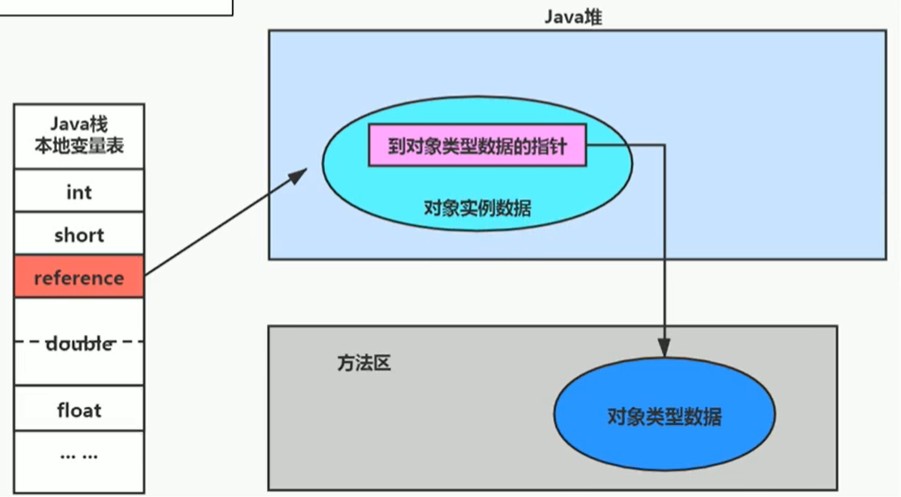 Java堆
Java栈
本地变量表
int
short
reference
double
float
... ...
到对象类型数据的指针
对象实例数据
方法区
对象类型数据